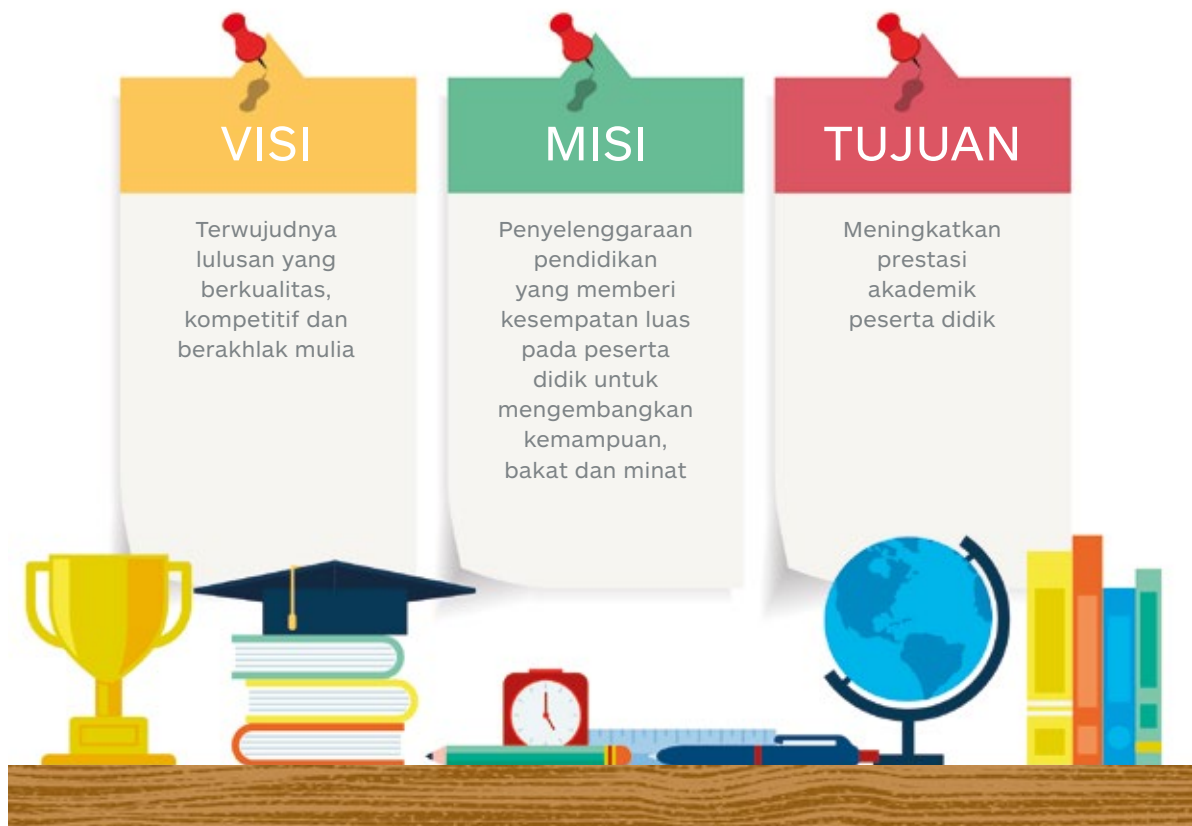 VISI
Terwujudnya
lulusan yang
berkualitas,
kompetitif dan
berakhlak mulia
MISI
Penyelenggaraan
pendidikan
yang memberi
kesempatan luas
pada peserta
didik untuk
mengembangkan
kemampuan,
bakat dan minat
TUJUAN
Meningkatkan
prestasi
akademik
peserta didik